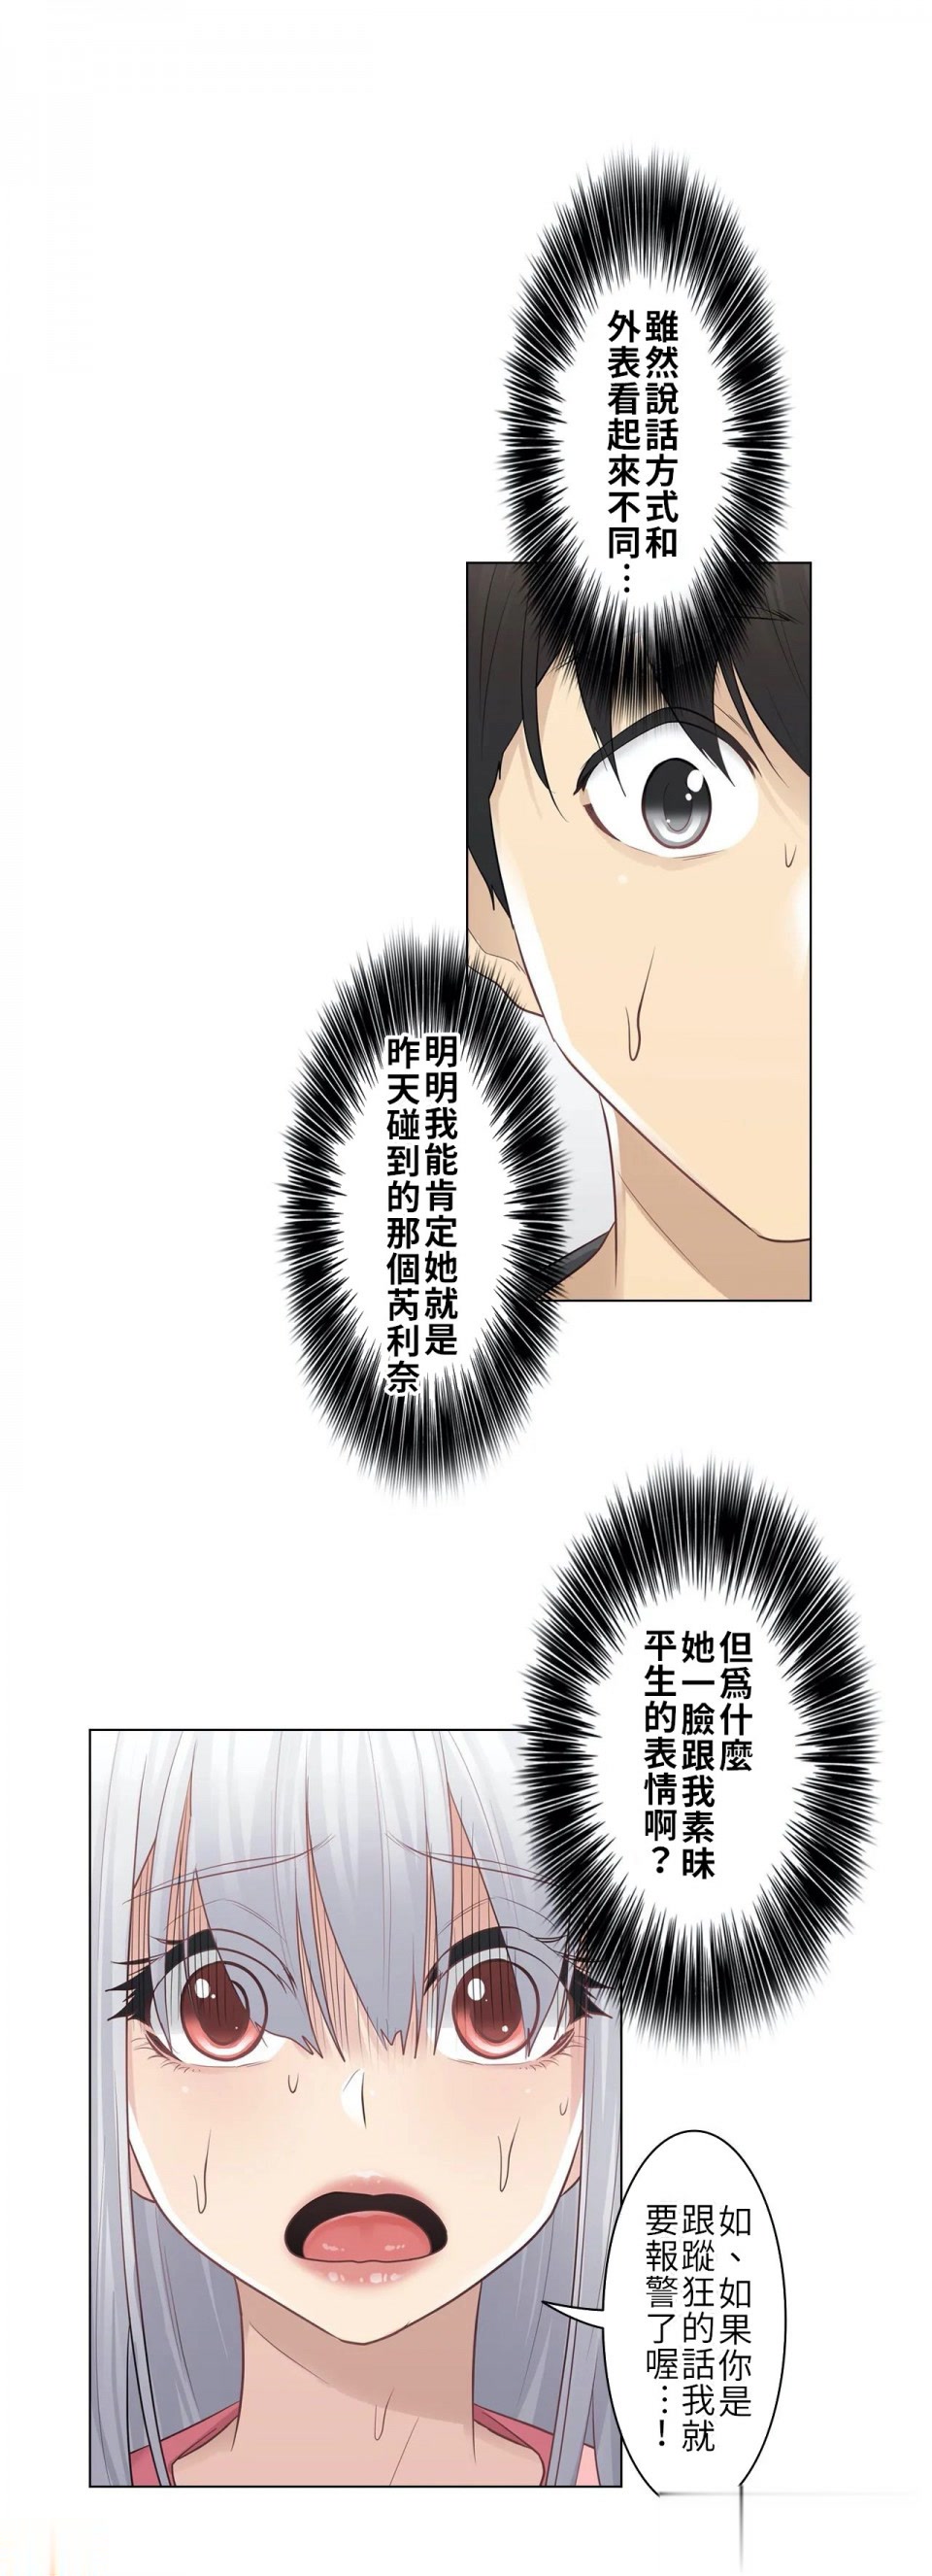 雖然說話方式和
外表看起來不同…
明明我能肯定她就是
昨天碰到的那個芮利奈
但爲什麼
她一臉跟我素昧
平生的表情啊？
如、如果你是
跟蹤狂的話我就
要報警了喔…！